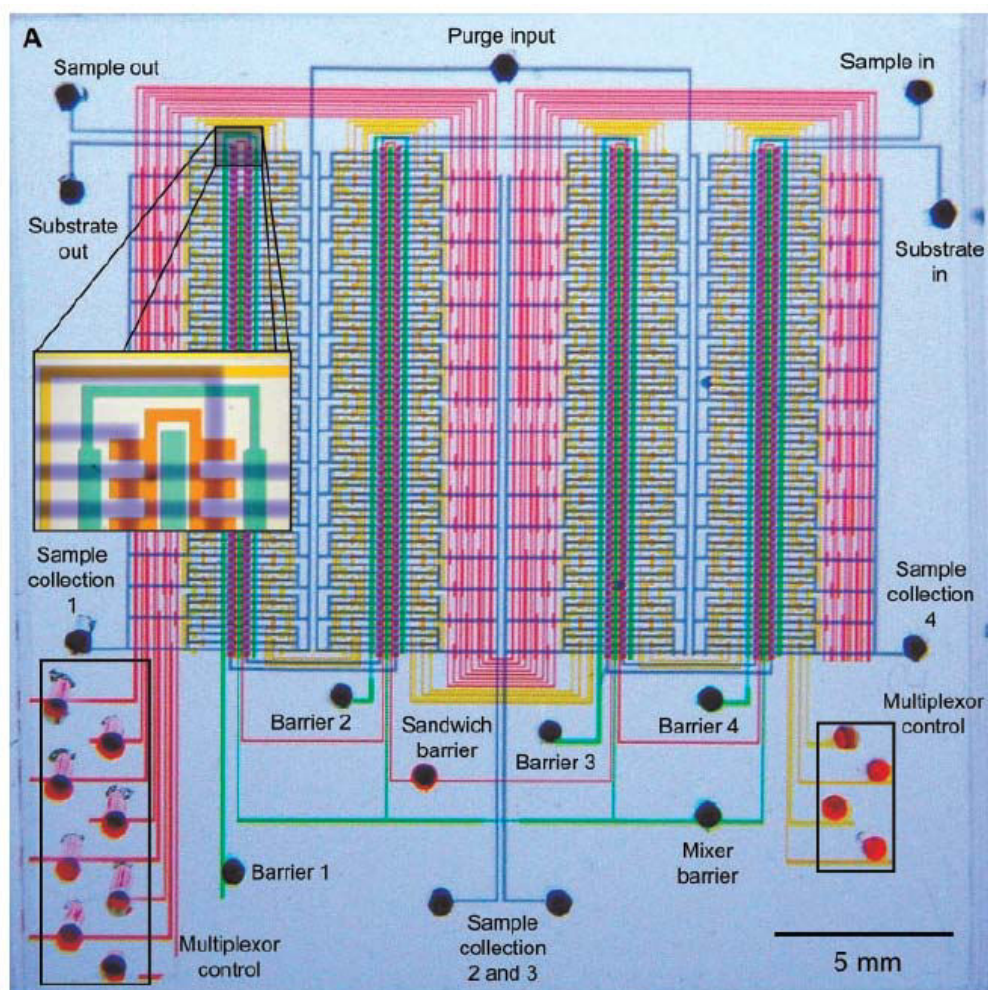 A
Purge input
Sample out
Sample in
Substrate
out
Substrate
in
Sample
collection
1
Sample
collection
4
Barrier 2
Sandwich
barrier
Barrier 3
Barrier 4
Multiplexor
control
Barrier 1
Mixer
barrier
Multiplexor
control
Sample
collection
2 and 3
5 mm